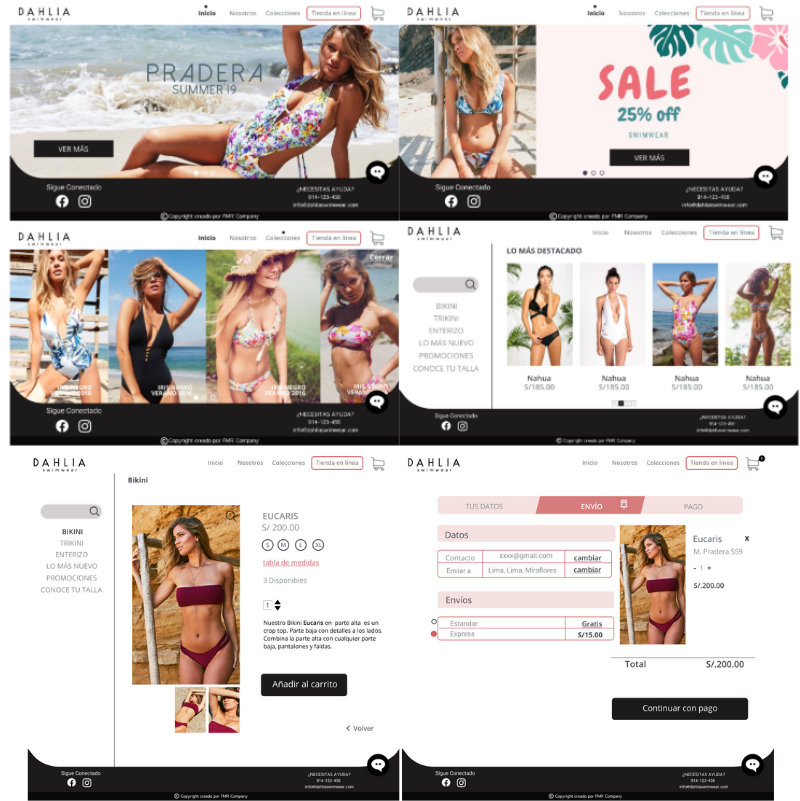 DAHLIA
swimwear
Inicio Nosotros Colecciones Tienda en línea
PRADERA
SUMMER 19
VER MÁS
Sigue Conectado
¿NECESITAS AYUDA?
914-123-458
info@dahliaswimwear.com
©Copyright creado por FMR Company
DAHLIA
swimwear
Inicio Nosotros Colecciones Tienda en línea
SALE
25% off
SWIMWEAR
VER MÁS
Sigue Conectado
¿NECESITAS AYUDA?
914-123-458
info@dahliaswimwear.com
©Copyright creado por FMR Company
DAHLIA
swimwear
Inicio Nosotros Colecciones Tienda en línea
Cerrar
IRIS NEGRO IRIS NEGRO IRIS NEGRO IRIS NEGRO
VERANO 2016 VERANO 2016 VERANO 2016 VERANO 2016
Sigue Conectado
¿NECESITAS AYUDA?
914-123-458
info@dahliaswimwear.com
©Copyright creado por FMR Company
DAHLIA
swimwear
Inicio Nosotros Colecciones Tienda en línea
LO MÁS DESTACADO
BIKINI
TRIKINI
ENTERIZO
LO MÁS NUEVO
PROMOCIONES
CONOCE TU TALLA
Nahua Nahua Nahua Nahua
S/185.00 S/185.00 S/185.00 S/185.00
Sigue Conectado
¿NECESITAS AYUDA?
914-123-458
info@dahliaswimwear.com
©Copyright creado por FMR Company
DAHLIA
swimwear
Inicio Nosotros Colecciones Tienda en línea
Bikini
BIKINI
TRIKINI
ENTERIZO
LO MÁS NUEVO
PROMOCIONES
CONOCE TU TALLA
EUCARIS
S/ 200.00
S M L XL
tabla de medidas
3 Disponibles
1
Nuestro Bikini Eucaris en parte alta es un
crop top. Parte baja con detalles a los lados.
Combina la parte alta con cualquier parte
baja, pantalones y faldas.
Añadir al carrito
< Volver
Sigue Conectado
¿NECESITAS AYUDA?
914-123-458
info@dahliaswimwear.com
©Copyright creado por FMR Company
DAHLIA
swimwear
Inicio Nosotros Colecciones Tienda en línea
TUS DATOS ENVÍO PAGO
Datos
Contacto xxxx@gmail.com cambiar
Enviar a Lima, Lima, Miraflores cambiar
Envíos
Estandar Gratis
Express S/15.00
Eucaris x
M, Pradera SS9
- 1 +
S/.200.00
Total S/.200.00
Continuar con pago
Sigue Conectado
¿NECESITAS AYUDA?
914-123-458
info@dahliaswimwear.com
©Copyright creado por FMR Company